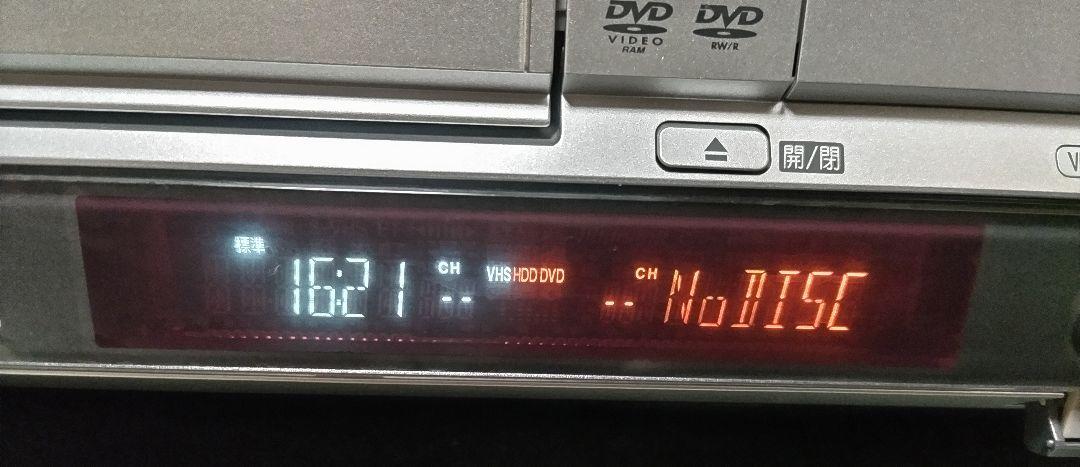 DVD DVD
VIDEO RW/R
RAM
開/閉
標準
16:21 CH -- VHS HDD DVD CH -- No DISC